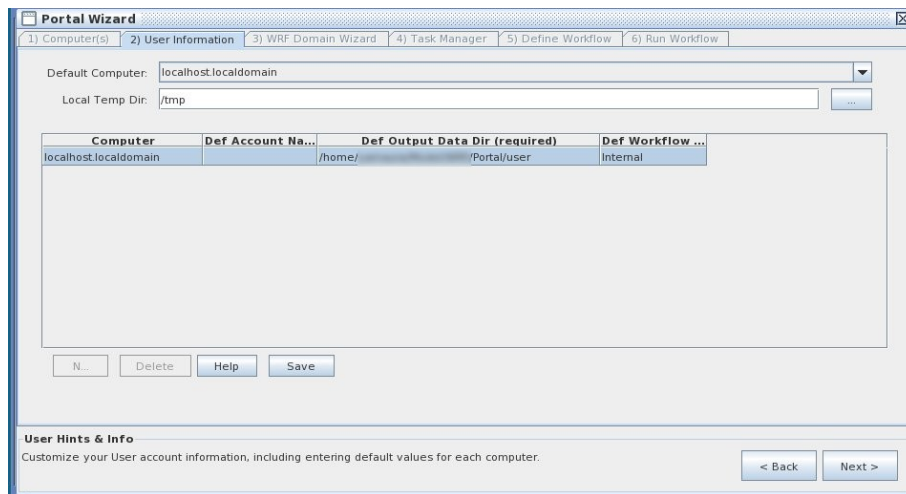 Portal Wizard
1) Computer(s) 2) User Information 3) WRF Domain Wizard 4) Task Manager 5) Define Workflow 6) Run Workflow
Default Computer: localhost.localdomain
Local Temp Dir: /tmp ...
Computer Def Account Na... Def Output Data Dir (required) Def Workflow ...
localhost.localdomain /home/ /Portal/user Internal
N... Delete Help Save
User Hints & Info
Customize your User account information, including entering default values for each computer.
< Back Next >